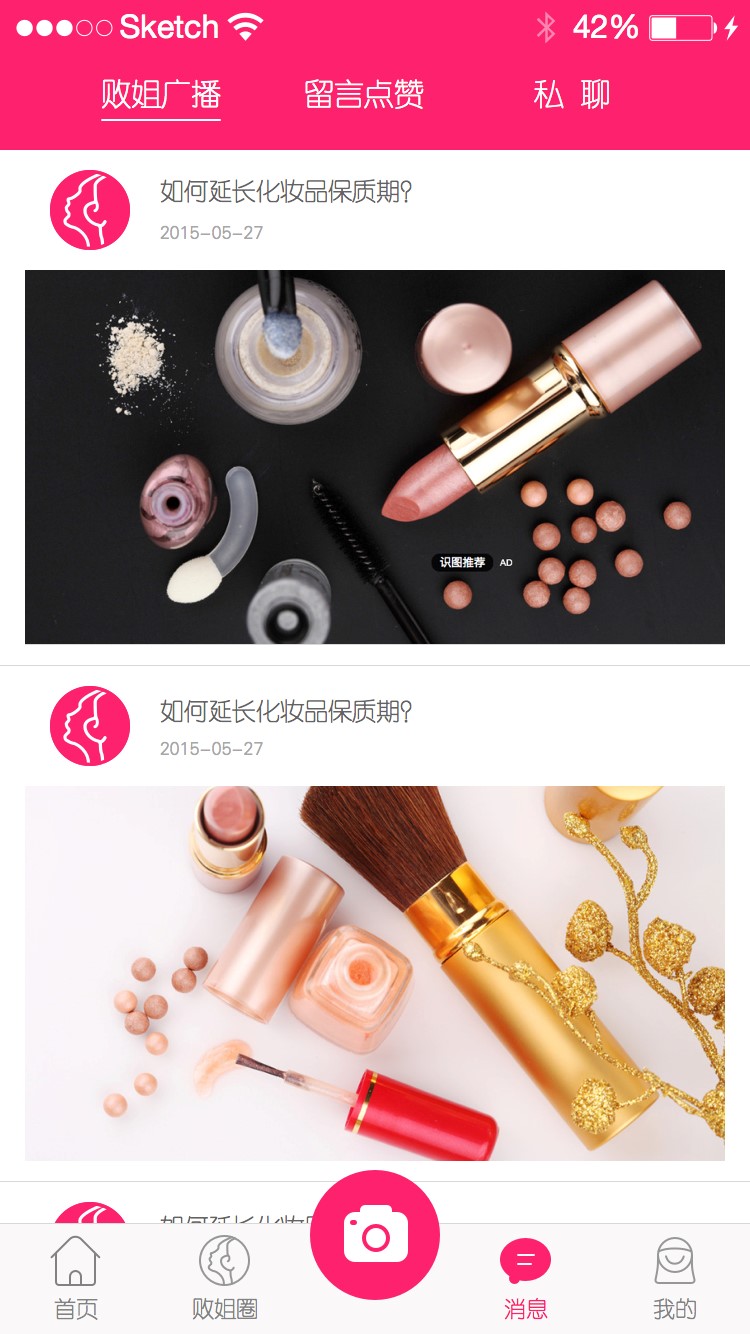 Sketch 42%
败姐广播 留言点赞 私 聊
如何延长化妆品保质期?
2015-05-27
识图推荐 AD
如何延长化妆品保质期?
2015-05-27
首页 败姐圈 消息 我的